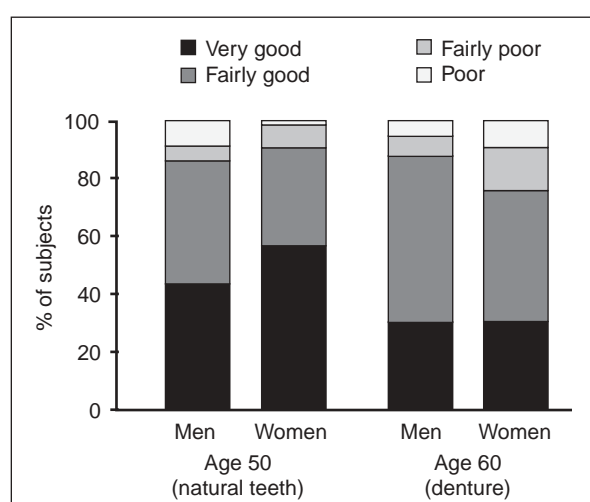 Very good
Fairly good
Fairly poor
Poor
% of subjects
100
80
60
40
20
0
Men Women Men Women
Age 50 Age 60
(natural teeth) (denture)